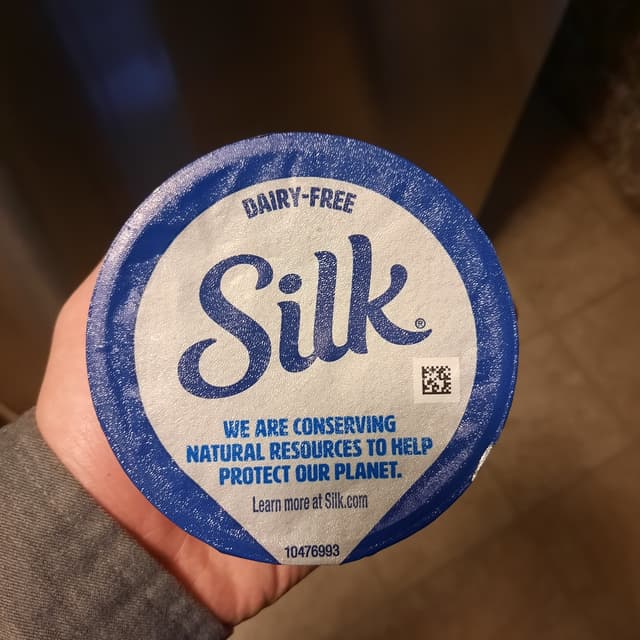 DAIRY-FREE
Silk®
WE ARE CONSERVING
NATURAL RESOURCES TO HELP
PROTECT OUR PLANET.
Learn more at Silk.com
10476993